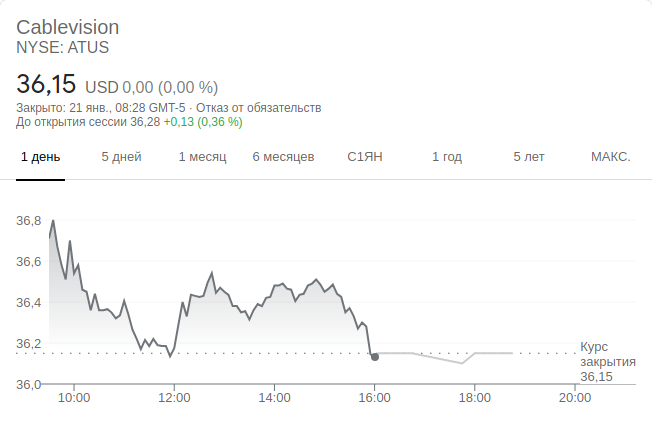 Cablevision
NYSE: ATUS
36,15 USD 0,00 (0,00 %)
Закрыто: 21 янв., 08:28 GMT-5 · Отказ от обязательств
До открытия сессии 36,28 +0,13 (0,36 %)
1 день 5 дней 1 месяц 6 месяцев С1ЯН 1 год 5 лет МАКС.
36,8
36,6
36,4
36,2
36,0
Курс
закрытия
36,15
10:00 12:00 14:00 16:00 18:00 20:00